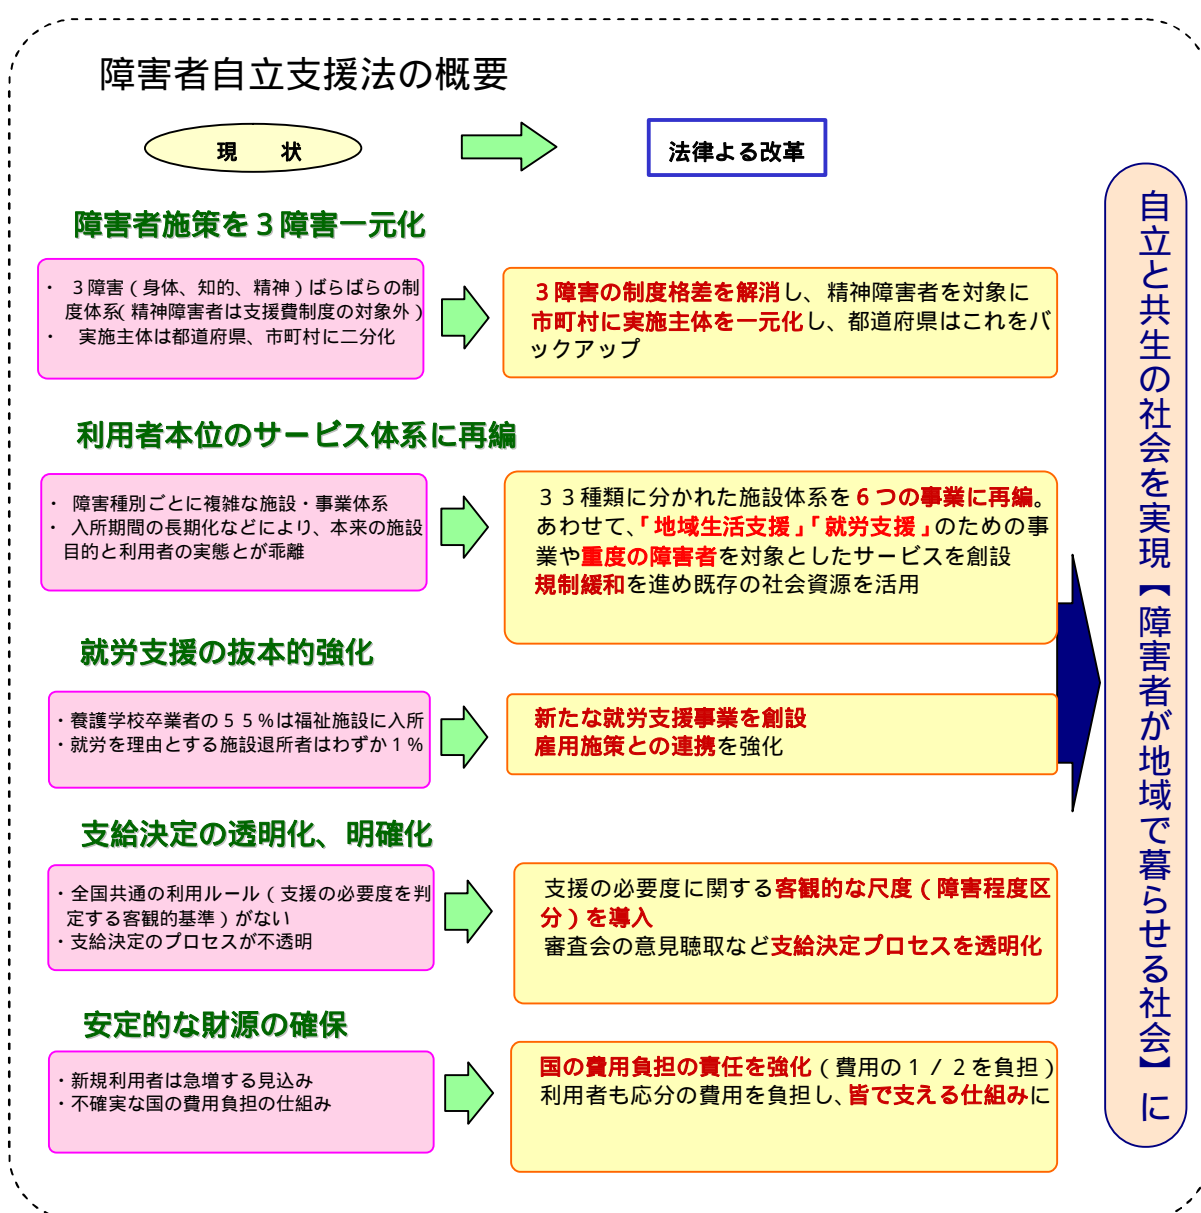 障害者自立支援法の概要
現　　状
法律よる改革
障害者施策を３障害一元化
・　３障害（身体、知的、精神）ばらばらの制
度体系（精神障害者は支援費制度の対象外）
・　実施主体は都道府県、市町村に二分化
３障害の制度格差を解消し、精神障害者を対象に
市町村に実施主体を一元化し、都道府県はこれをバ
ックアップ
利用者本位のサービス体系に再編
・　障害種別ごとに複雑な施設・事業体系
・　入所期間の長期化などにより、本来の施設
目的と利用者の実態とが乖離
３３種類に分かれた施設体系を６つの事業に再編。
あわせて、「地域生活支援」「就労支援」のための事
業や重度の障害者を対象としたサービスを創設
規制緩和を進め既存の社会資源を活用
就労支援の抜本的強化
・養護学校卒業者の５５％は福祉施設に入所
・就労を理由とする施設退所者はわずか１％
新たな就労支援事業を創設
雇用施策との連携を強化
支給決定の透明化、明確化
・全国共通の利用ルール（支援の必要度を判
定する客観的基準）がない
・支給決定のプロセスが不透明
支援の必要度に関する客観的な尺度（障害程度区
分）を導入
審査会の意見聴取など支給決定プロセスを透明化
安定的な財源の確保
・新規利用者は急増する見込み
・不確実な国の費用負担の仕組み
国の費用負担の責任を強化（費用の１／２を負担）
利用者も応分の費用を負担し、皆で支える仕組みに
自立と共生の社会を実現【障害者が地域で暮らせる社会】に